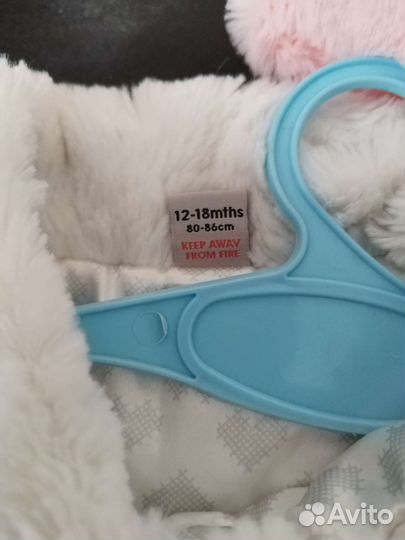 12-18mths
80-86cm
KEEP AWAY
FROM FIRE
Avito